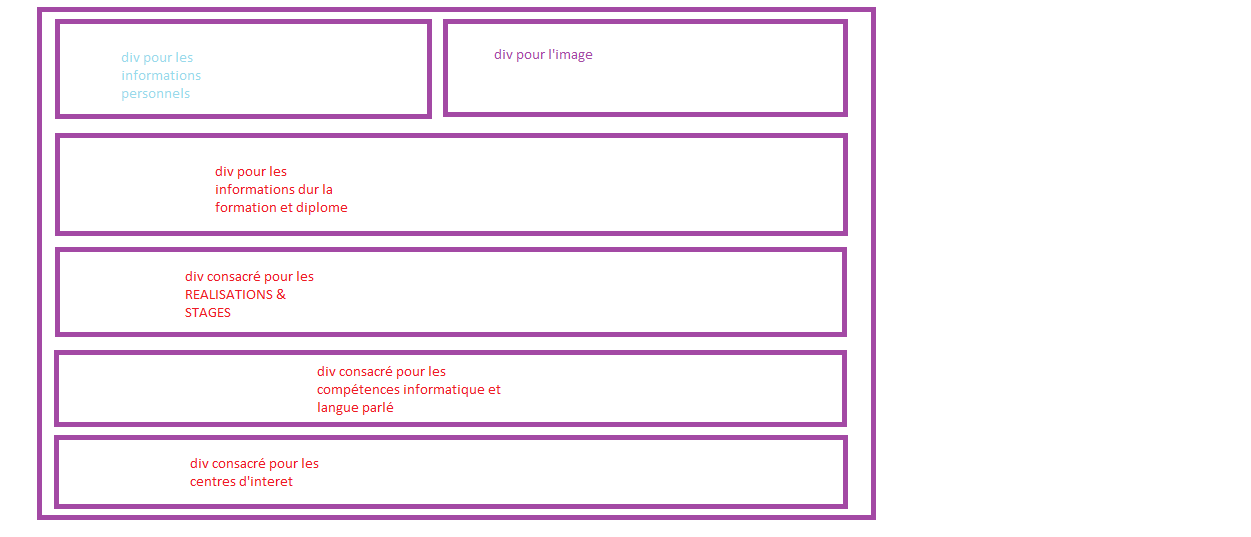 div pour les
informations
personnels
div pour l'image
div pour les
informations dur la
formation et diplome
div consacré pour les
REALISATIONS &
STAGES
div consacré pour les
compétences informatique et
langue parlé
div consacré pour les
centres d'interet